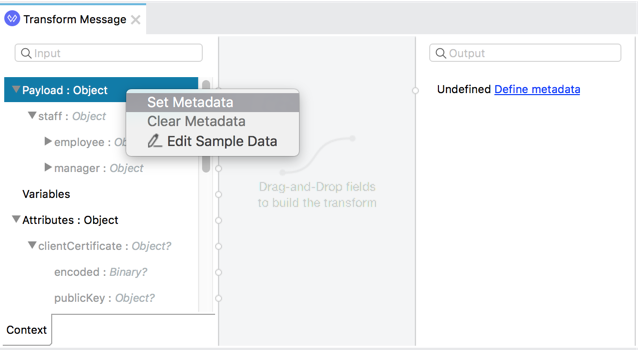 Transform Message
Input
Output
Payload : Object
Undefined Define metadata
Set Metadata
staff : Object
Clear Metadata
employee :
Edit Sample Data
manager : Object
Drag-and-Drop fields
to build the transform
Variables
Attributes : Object
clientCertificate : Object?
encoded : Binary?
publicKey : Object?
Context